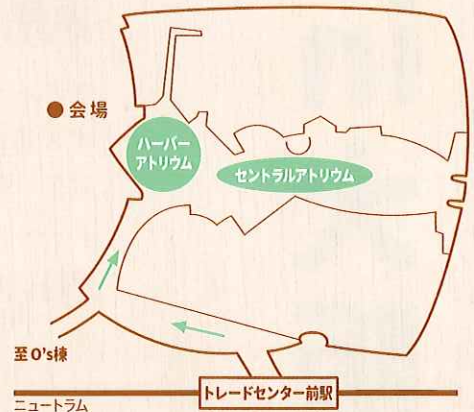 ●会場
ハーバー
アトリウム
セントラルアトリウム
至O's棟
トレードセンター前駅
ニュートラム